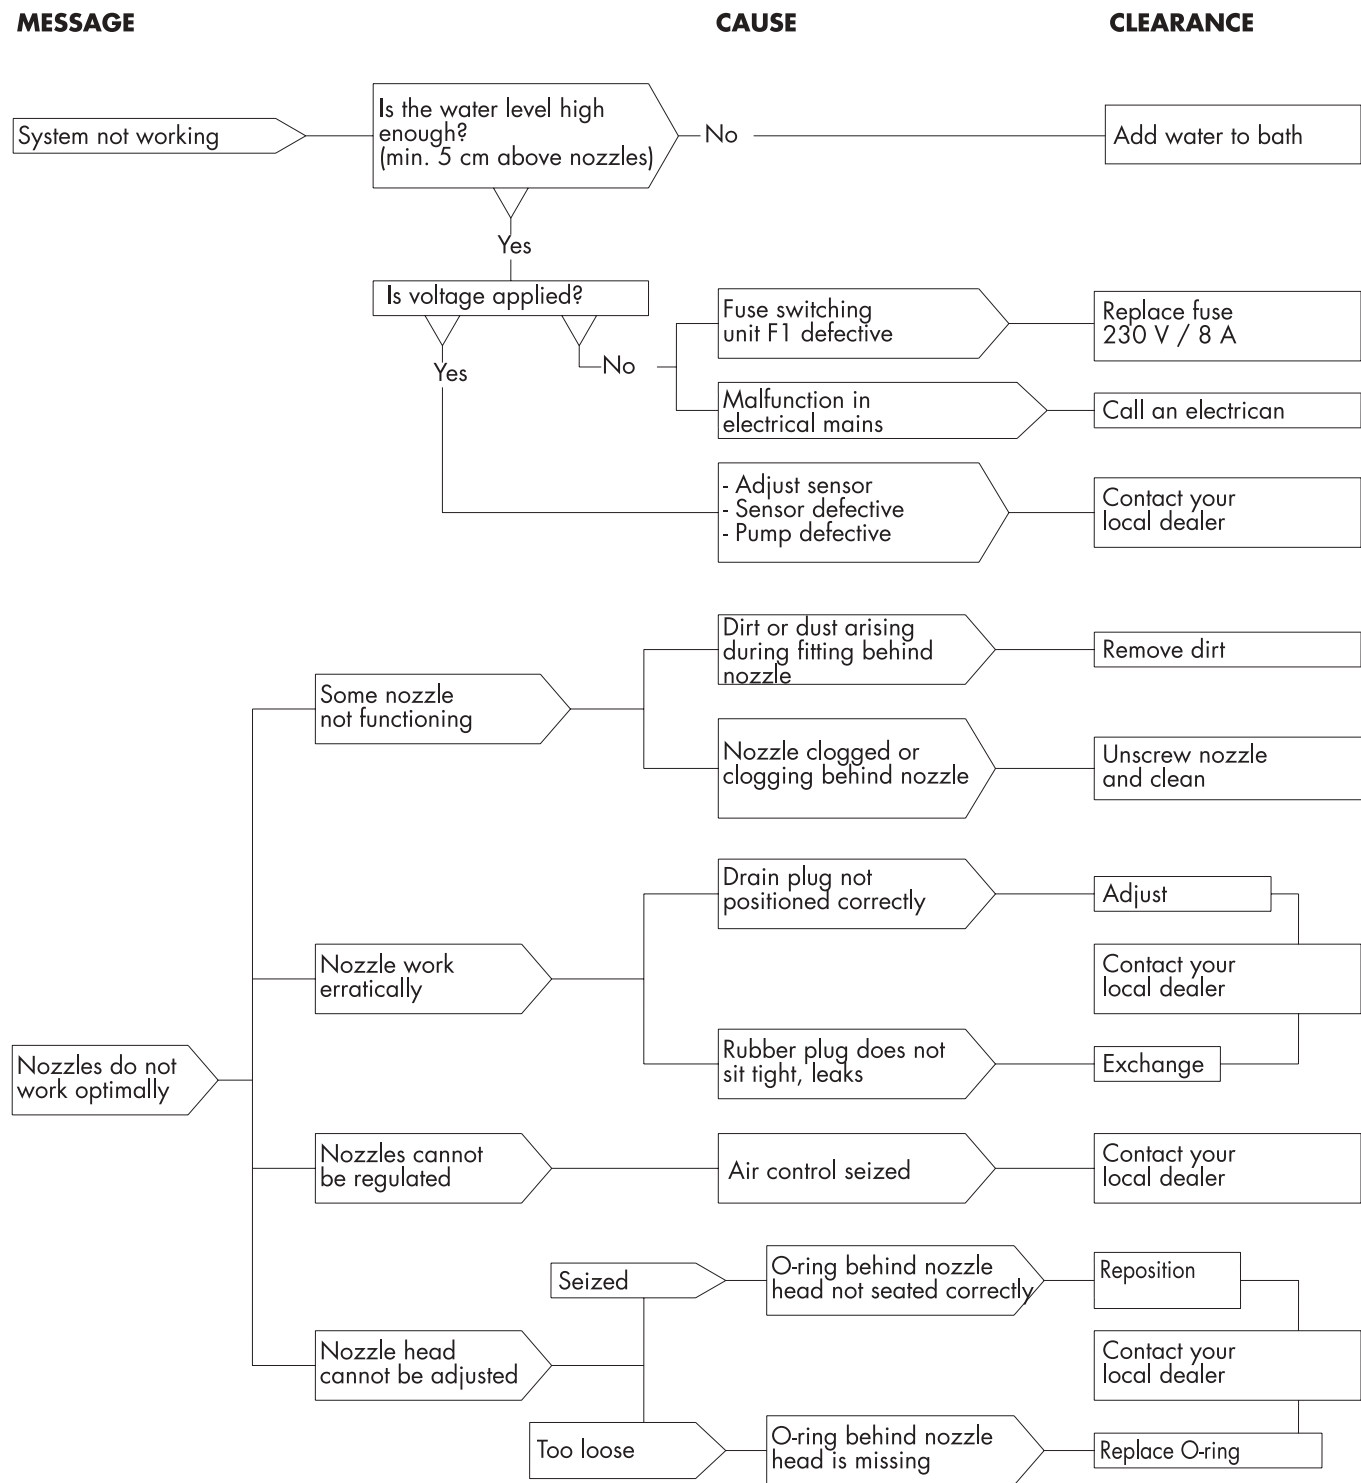 MESSAGE
CAUSE
CLEARANCE
System not working
Is the water level high
enough?
(min. 5 cm above nozzles)
No
Add water to bath
Yes
Is voltage applied?
Yes
No
Fuse switching
unit F1 defective
Replace fuse
230 V / 8 A
Malfunction in
electrical mains
Call an electrican
- Adjust sensor
- Sensor defective
- Pump defective
Contact your
local dealer
Nozzles do not
work optimally
Some nozzle
not functioning
Dirt or dust arising
during fitting behind
nozzle
Remove dirt
Nozzle clogged or
clogging behind nozzle
Unscrew nozzle
and clean
Nozzle work
erratically
Drain plug not
positioned correctly
Adjust
Contact your
local dealer
Rubber plug does not
sit tight, leaks
Exchange
Nozzles cannot
be regulated
Air control seized
Contact your
local dealer
Nozzle head
cannot be adjusted
Seized
O-ring behind nozzle
head not seated correctly
Reposition
Contact your
local dealer
Too loose
O-ring behind nozzle
head is missing
Replace O-ring